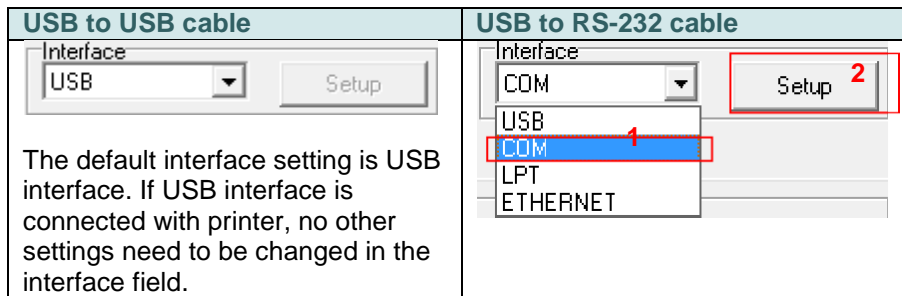 USB to USB cable
Interface
USB
Setup
The default interface setting is USB
interface. If USB interface is
connected with printer, no other
settings need to be changed in the
interface field.
USB to RS-232 cable
Interface
COM
Setup 2
USB
COM 1
LPT
ETHERNET